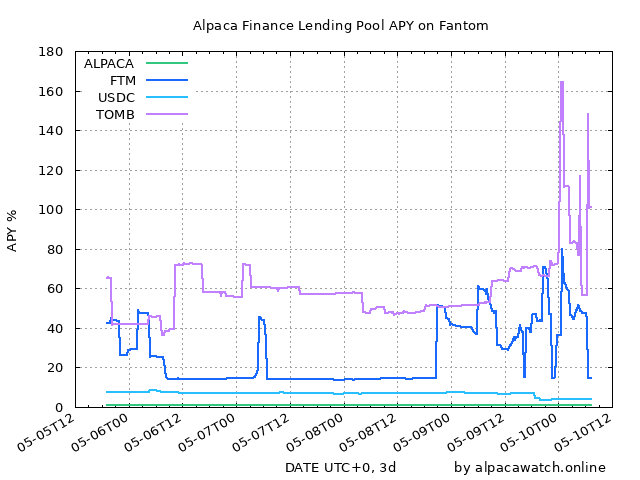 Alpaca Finance Lending Pool APY on Fantom
180
160
140
120
100
80
60
40
20
0
APY %
ALPACA
FTM
USDC
TOMB
05-05T12
05-06T00
05-06T12
05-07T00
05-07T12
05-08T00
05-08T12
05-09T00
05-09T12
05-10T00
05-10T12
DATE UTC+0, 3d
by alpacawatch.online